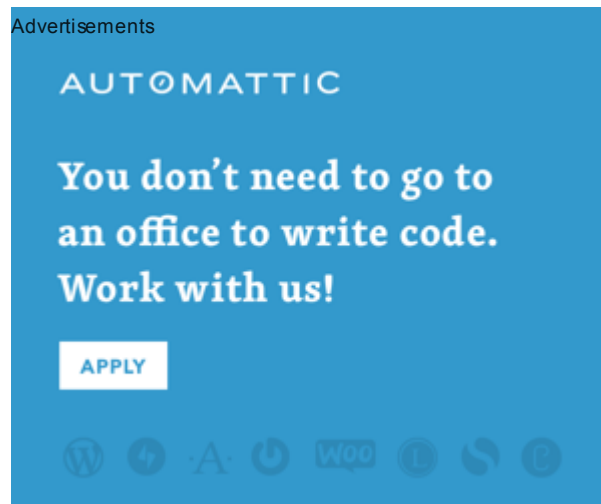 Advertisements
AUTOMATTIC
You don’t need to go to
an office to write code.
Work with us!
APPLY
W A WOO L C